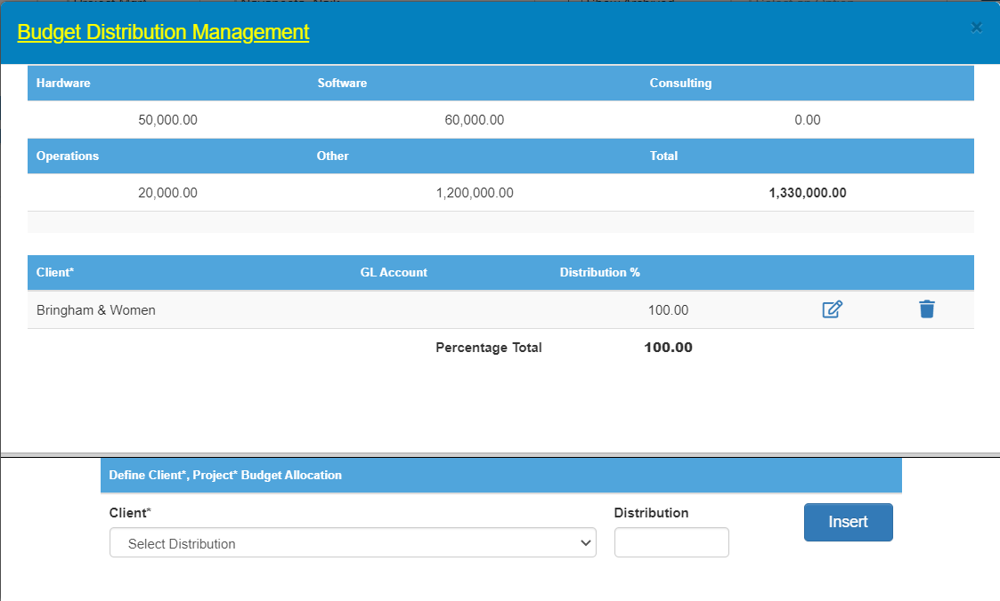 Budget Distribution Management
×
Hardware Software Consulting
50,000.00 60,000.00 0.00
Operations Other Total
20,000.00 1,200,000.00 1,330,000.00
Client* GL Account Distribution %
Bringham & Women 100.00
Percentage Total 100.00
Define Client*, Project* Budget Allocation
Client* Distribution
Insert
Select Distribution